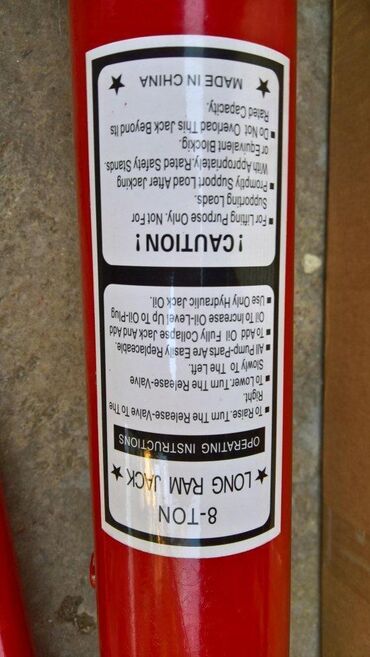 8-TON
★ LONG RAM JACK ★
OPERATING INSTRUCTIONS
■ To Raise. Turn The Release-Valve To The
Right.
■ To Lower. Turn The Release-Valve
Slowly To The Left.
■ All Pump-Parts Are Easily Replaceable.
■ To Add Oil Fully Collapse Jack And Add
Oil To Increase Oil-Level Up To Oil-Plug
■ Use Only Hydraulic Jack Oil.
! CAUTION !
■ For Lifting Purpose Only. Not For
Supporting Loads.
■ Promptly Support Load After Jacking
With Appropriately. Rated Safety Stands.
or Equivalent Blockig.
■ Do Not Overload This Jack Beyond Its
Rated Capacity.
★ MADE IN CHINA ★